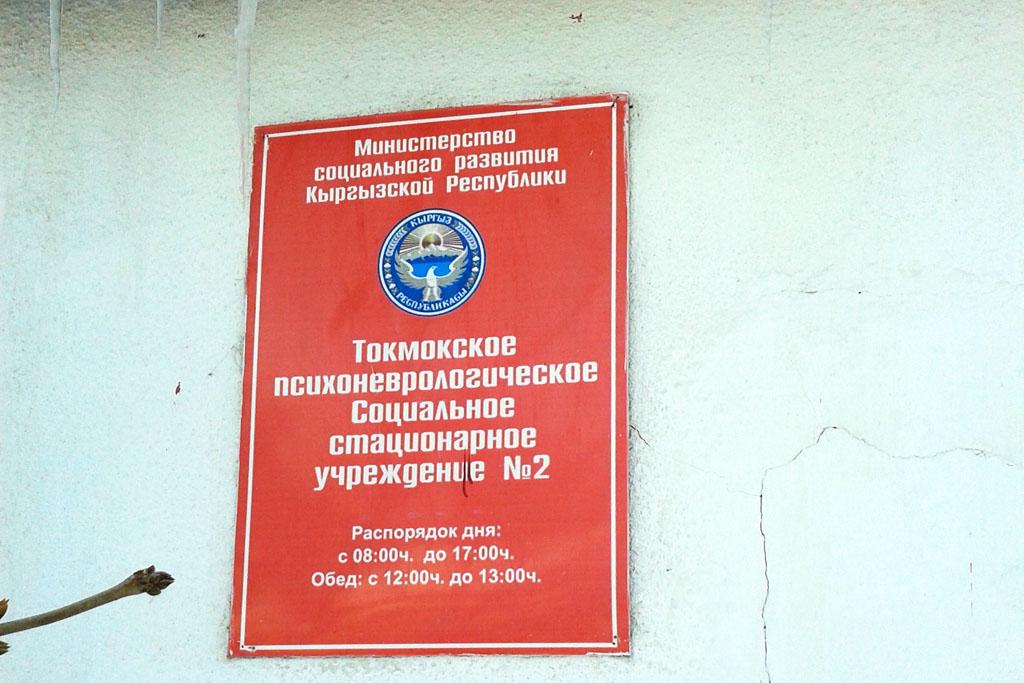 Министерство
социального развития
Кыргызской Республики
КЫРГЫЗ
РЕСПУБЛИКАСЫ
Токмокское
психоневрологическое
Социальное
стационарное
учреждение №2
Распорядок дня:
с 08:00ч. до 17:00ч.
Обед: с 12:00ч. до 13:00ч.